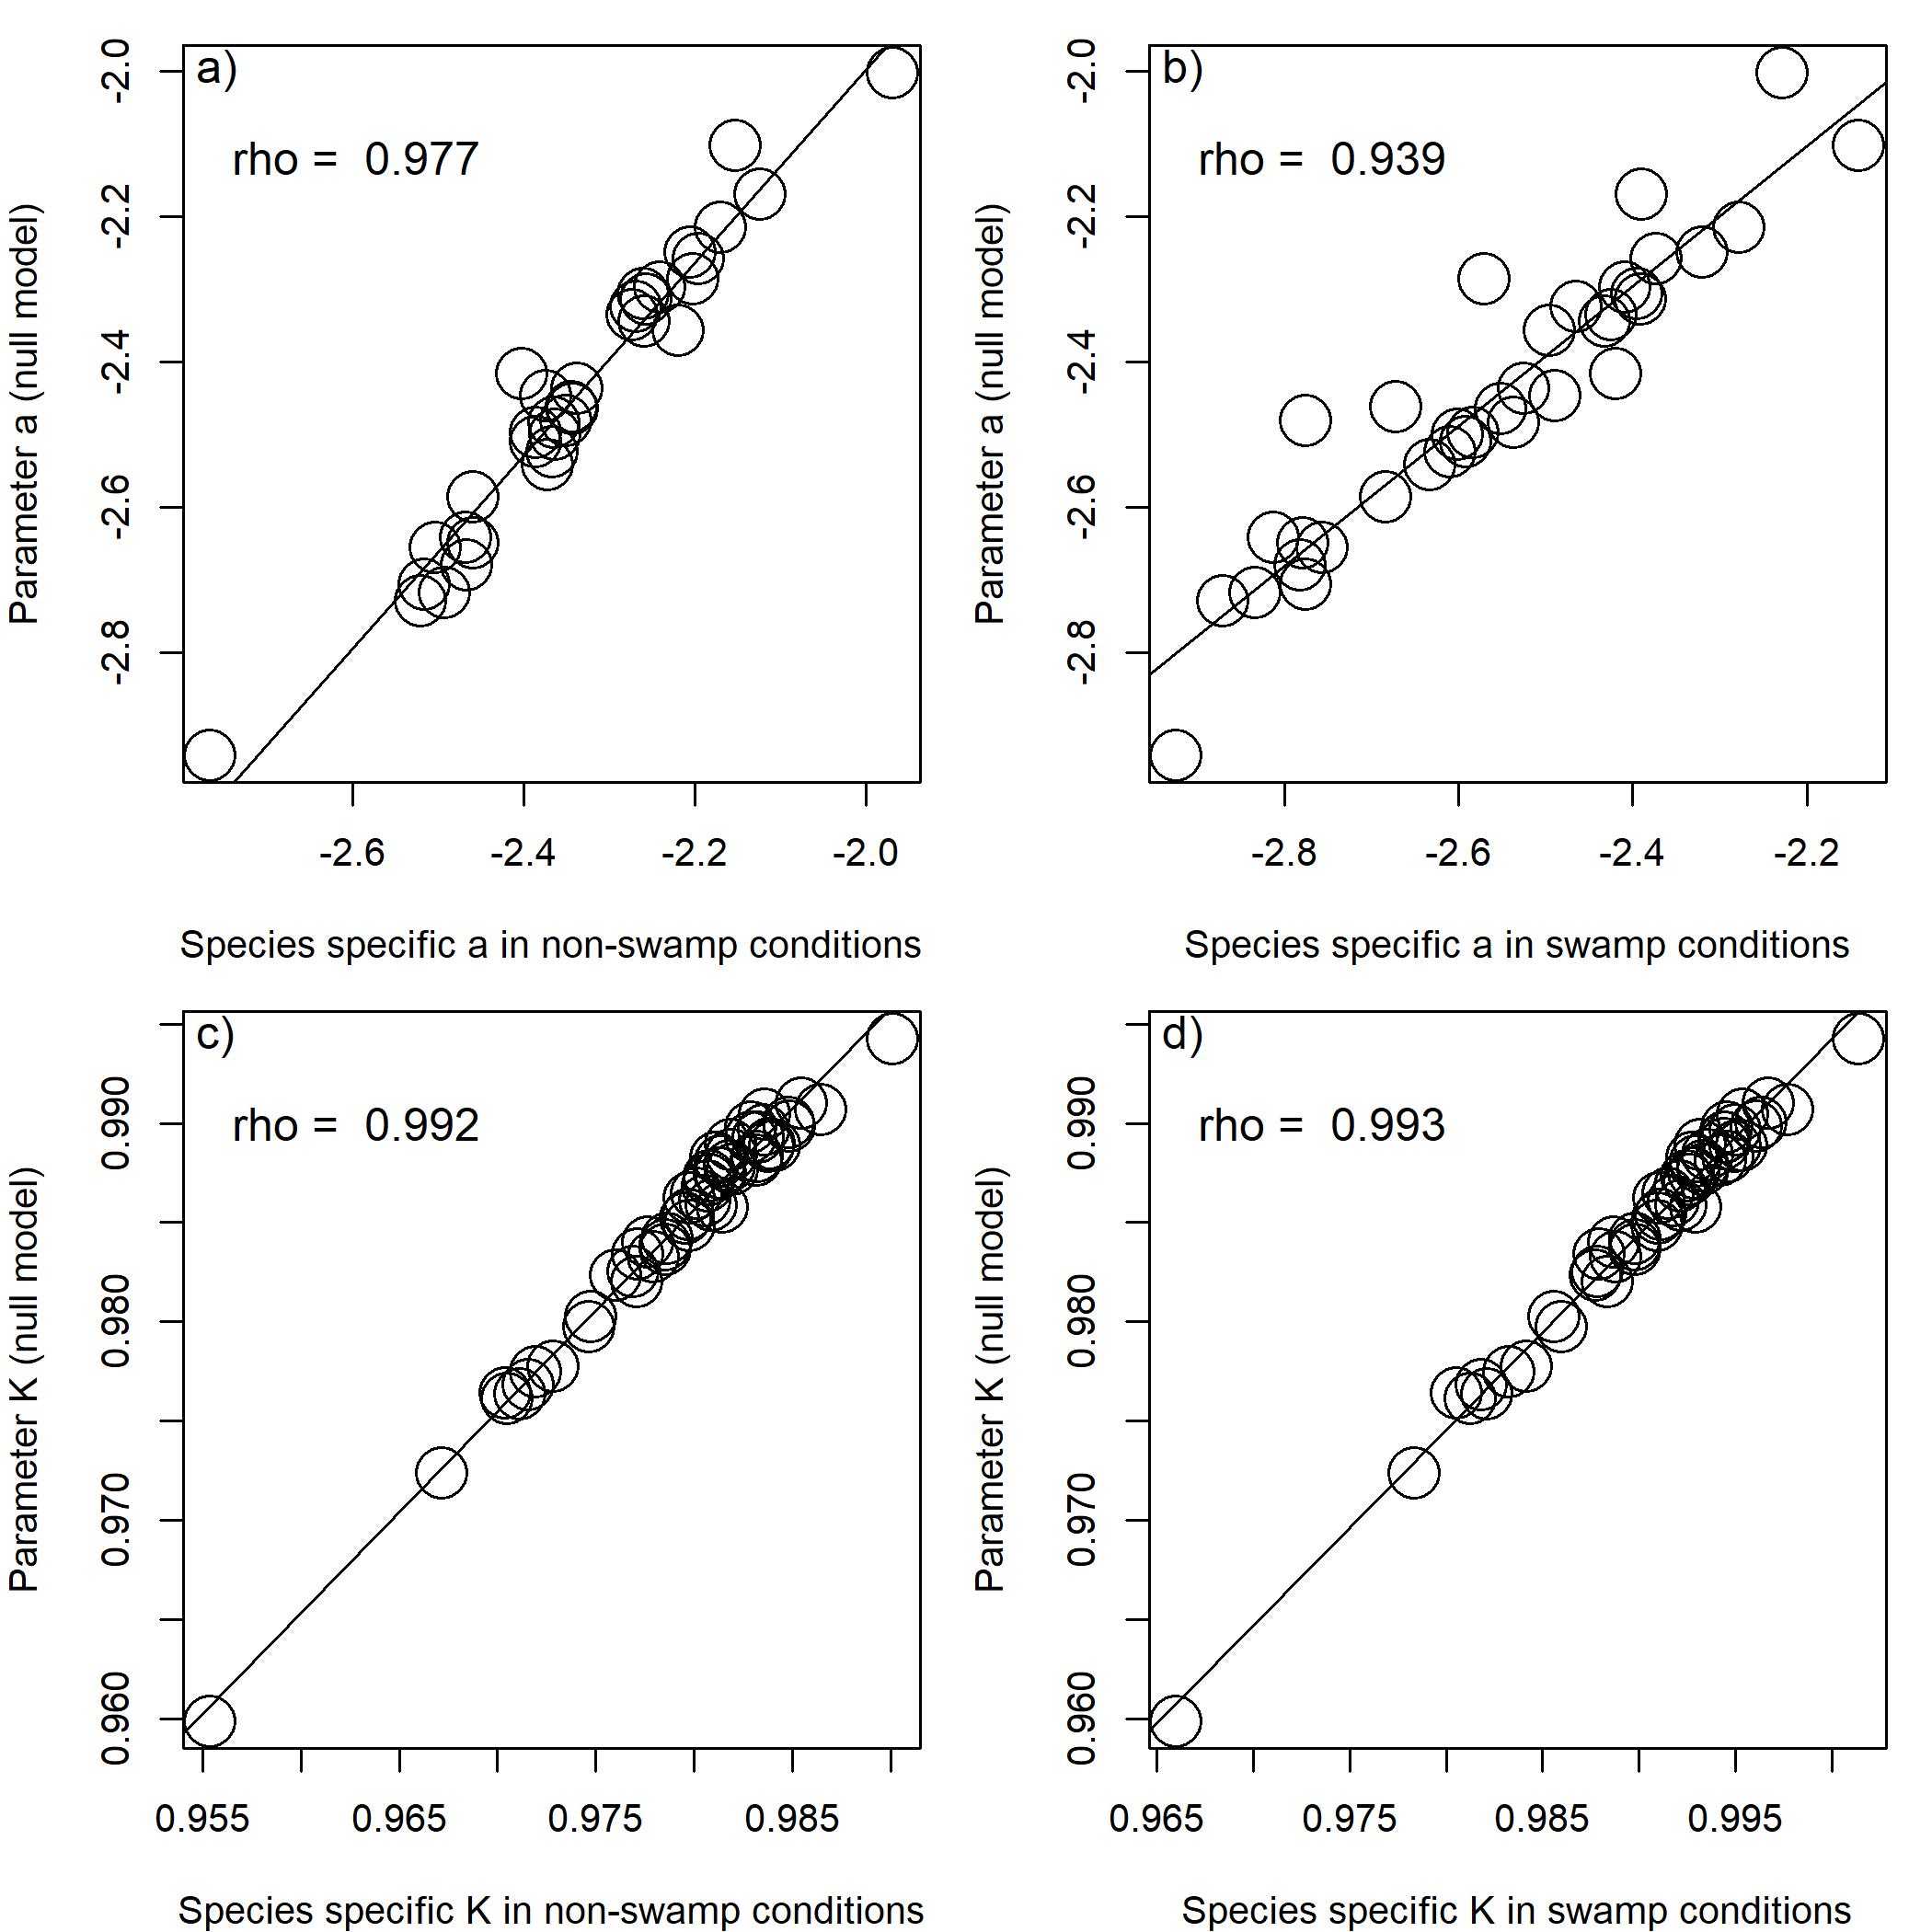 a)
rho = 0.977
-2.0
-2.2
-2.4
-2.6
-2.8
Parameter a (null model)
-2.6 -2.4 -2.2 -2.0
Species specific a in non-swamp conditions
b)
rho = 0.939
-2.0
-2.2
-2.4
-2.6
-2.8
Parameter a (null model)
-2.8 -2.6 -2.4 -2.2
Species specific a in swamp conditions
c)
rho = 0.992
0.990
0.980
0.970
0.960
Parameter K (null model)
0.955 0.965 0.975 0.985
Species specific K in non-swamp conditions
d)
rho = 0.993
0.990
0.980
0.970
0.960
Parameter K (null model)
0.965 0.975 0.985 0.995
Species specific K in swamp conditions